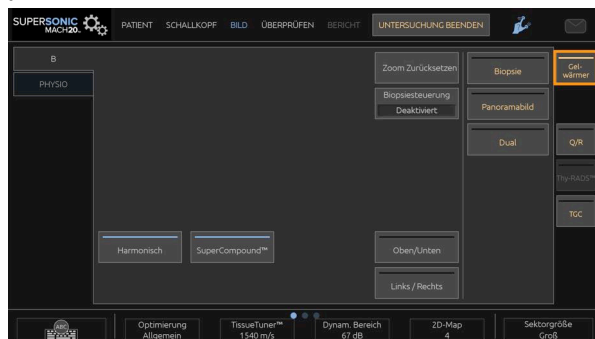 SUPERSONIC
MACH20
PATIENT SCHALLKOPF BILD ÜBERPRÜFEN BERICHT UNTERSUCHUNG BEENDEN
B
PHYSIO
Zoom Zurücksetzen
Biopsiesteuerung
Deaktiviert
Biopsie
Panoramabild
Dual
Gel-
wärmer
Q/R
Thy-RADS™
TGC
Harmonisch
SuperCompound™
Oben/Unten
Links / Rechts
ABC
Optimierung
Allgemein
TissueTuner™
1540 m/s
Dynam. Bereich
67 dB
2D-Map
4
Sektorgröße
Groß